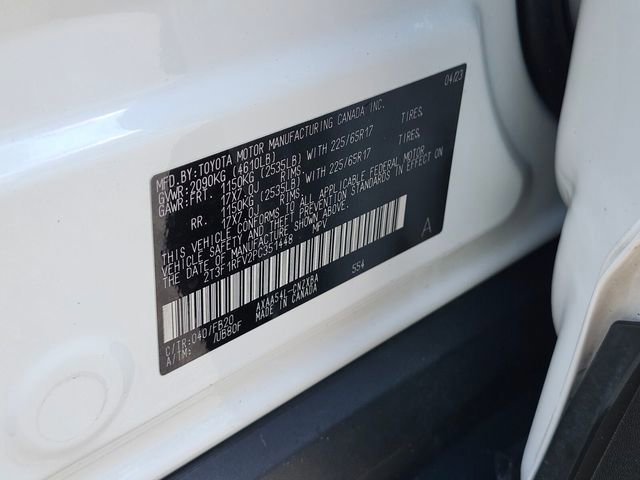 04/23
MFD.BY:TOYOTA MOTOR MANUFACTURING CANADA INC.
GVWR:2090KG (4610LB)
GAWR:FRT. 1150KG (2535LB) WITH 225/65R17 TIRES,
17X7.0J RIMS,
RR. 1150KG (2535LB) WITH 225/65R17 TIRES,
17X7.0J RIMS,
THIS VEHICLE CONFORMS TO ALL APPLICABLE FEDERAL MOTOR
VEHICLE SAFETY AND THEFT PREVENTION STANDARDS IN EFFECT ON
THE DATE OF MANUFACTURE SHOWN ABOVE.
2T3F1RFV2PC351448 MPV
A
554
C/TR:040/FB20 AXAAS4L-CNZXBA
A/TM: /UB80F MADE IN CANADA